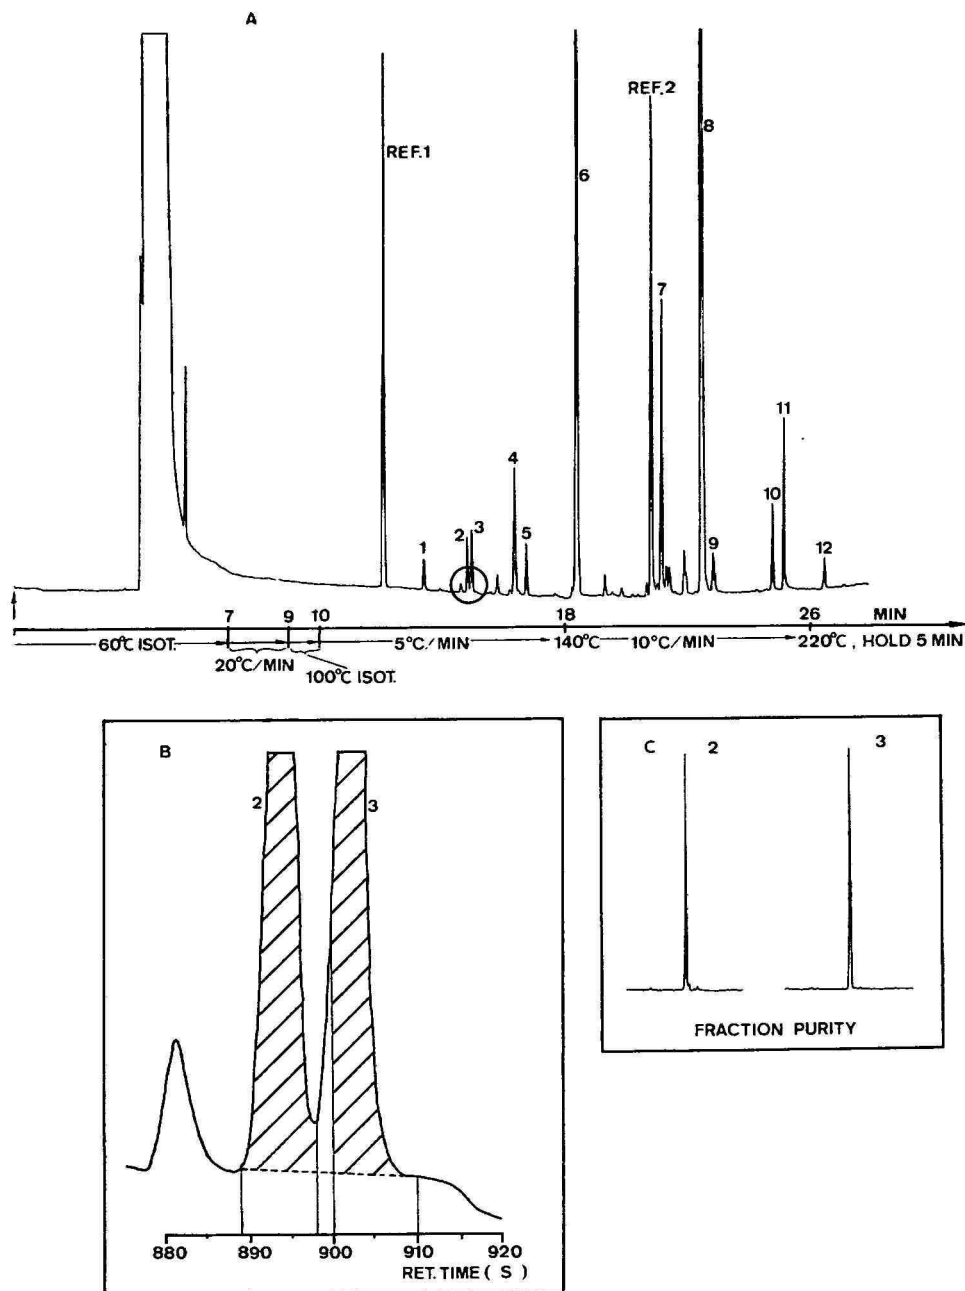 A
REF.1
REF.2
8
6
7
11
4
10
2 3
5
1
9
12
7 9 10 18 26 MIN
60°C ISOT. 5°C/MIN 140°C 10°C/MIN 220°C, HOLD 5 MIN
20°C/MIN
100°C ISOT.
B
2 3
880 890 900 910 920
RET. TIME ( S )
C 2 3
FRACTION PURITY